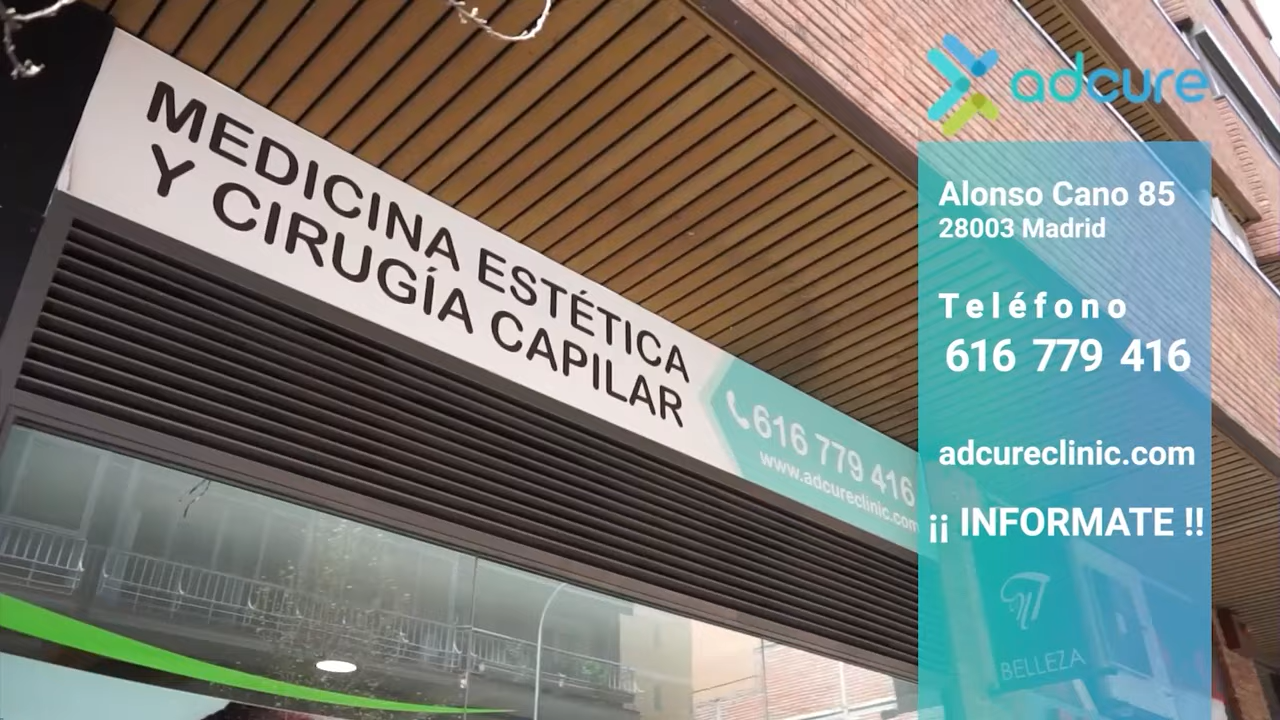 MEDICINA ESTÉTICA
Y CIRUGÍA CAPILAR
616 779 416
www.adcureclinic.com
adcure
Alonso Cano 85
28003 Madrid
Teléfono
616 779 416
adcureclinic.com
¡¡ INFORMATE !!
BELLEZA